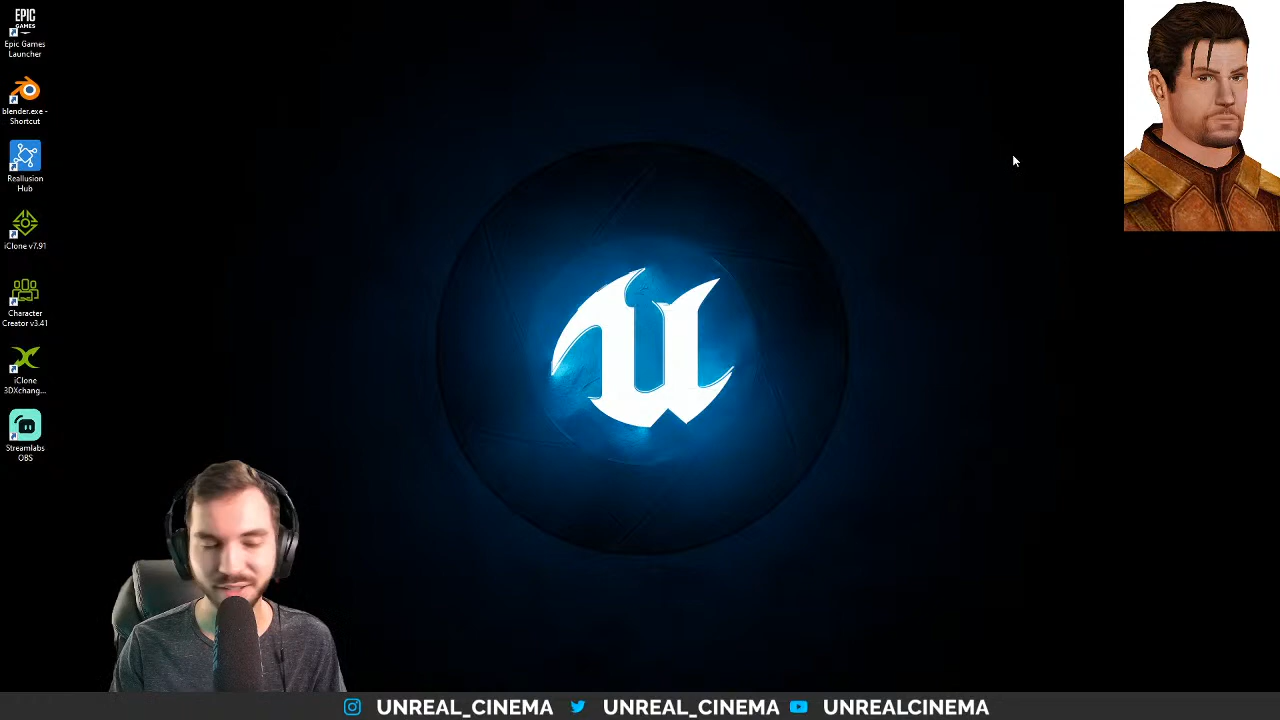 EPIC
GAMES
Epic Games
Launcher
blender.exe -
Shortcut
Reallusion
Hub
iClone v7.91
Character
Creator v3.41
iClone
3DXchang...
Streamlabs
OBS
UNREAL_CINEMA UNREAL_CINEMA UNREALCINEMA